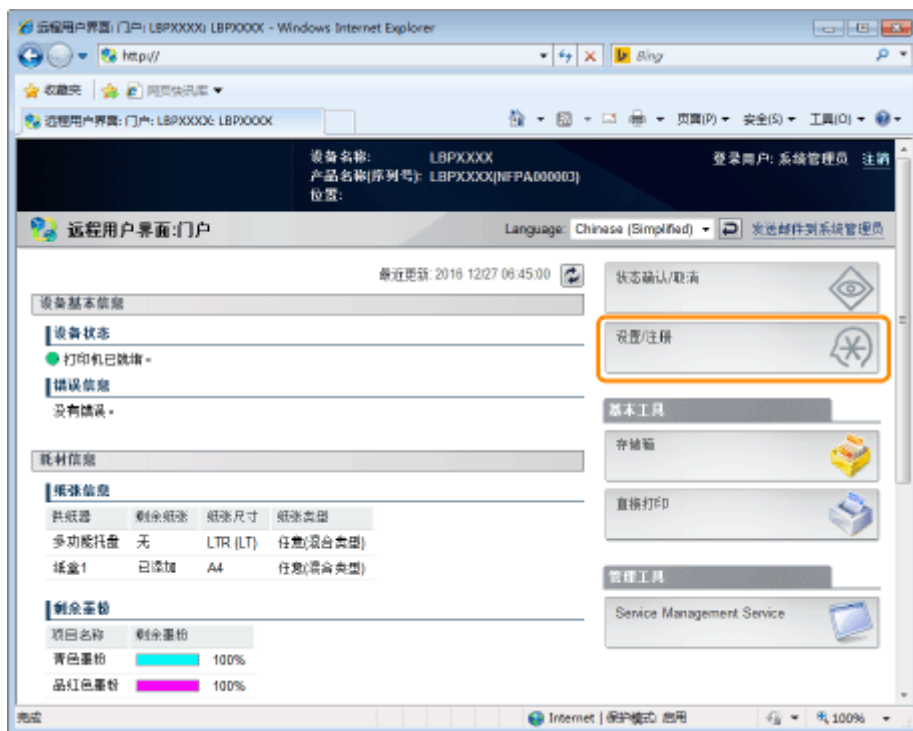 远程用户界面: 门户: LBPXXXX: LBPXXXX - Windows Internet Explorer
http://
Bing
收藏夹 网页快讯库
远程用户界面: 门户: LBPXXXX: LBPXXXX
页面(P) 安全(S) 工具(O)
设备名称: LBPXXXX
产品名称(序列号): LBPXXXX(NFPA000003)
位置:
登录用户: 系统管理员 注销
远程用户界面:门户
Language: Chinese (Simplified) 发送邮件到系统管理员
最近更新: 2016 12/27 06:45:00
设备基本信息
设备状态
打印机已就绪。
错误信息
没有错误。
耗材信息
纸张信息
供纸器 剩余纸张 纸张尺寸 纸张类型
多功能托盘 无 LTR (LT) 任意(混合类型)
纸盒1 已添加 A4 任意(混合类型)
剩余墨粉
项目名称 剩余墨粉
青色墨粉 100%
品红色墨粉 100%
状态确认/取消
设置/注册
基本工具
存储箱
直接打印
管理工具
Service Management Service
完成
Internet | 保护模式: 启用
100%